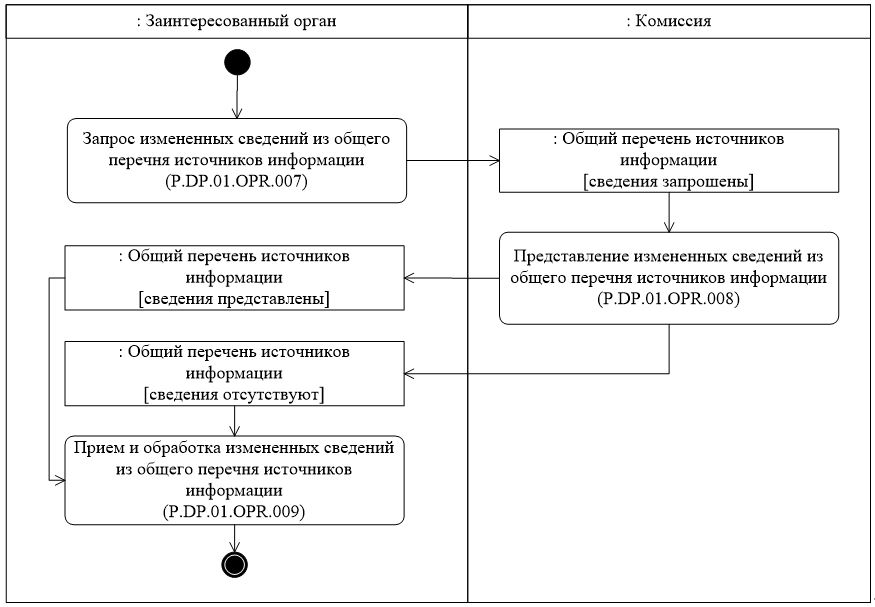 : Заинтересованный орган
: Комиссия
Запрос измененных сведений из общего
перечня источников информации
(P.DP.01.OPR.007)
: Общий перечень источников
информации
[сведения запрошены]
Представление измененных сведений из
общего перечня источников информации
(P.DP.01.OPR.008)
: Общий перечень источников
информации
[сведения представлены]
: Общий перечень источников
информации
[сведения отсутствуют]
Прием и обработка измененных сведений
из общего перечня источников
информации
(P.DP.01.OPR.009)